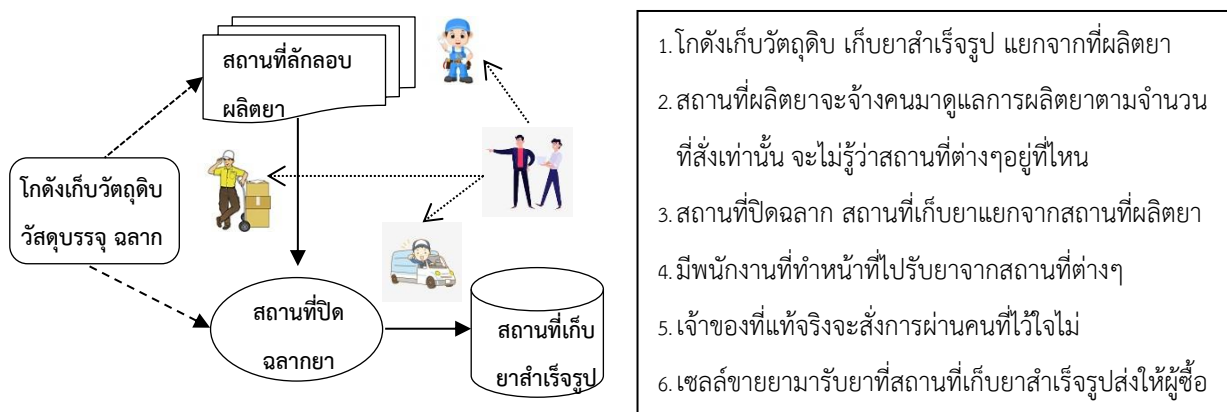 สถานที่ลักลอบ
ผลิตยา
โกดังเก็บวัตถุดิบ
วัสดุบรรจุ ฉลาก
สถานที่ปิด
ฉลากยา
สถานที่เก็บ
ยาสำเร็จรูป
1. โกดังเก็บวัตถุดิบ เก็บยาสำเร็จรูป แยกจากที่ผลิตยา
2. สถานที่ผลิตยาจะจ้างคนมาดูแลการผลิตยาตามจำนวน
ที่สั่งเท่านั้น จะไม่รู้ว่าสถานที่ต่างๆอยู่ที่ไหน
3. สถานที่ปิดฉลาก สถานที่เก็บยาแยกจากสถานที่ผลิตยา
4. มีพนักงานที่ทำหน้าที่ไปรับยาจากสถานที่ต่างๆ
5. เจ้าของที่แท้จริงจะสั่งการผ่านคนที่ไว้ใจไม่
6. เซลล์ขายยามารับยาที่สถานที่เก็บยาสำเร็จรูปส่งให้ผู้ซื้อ